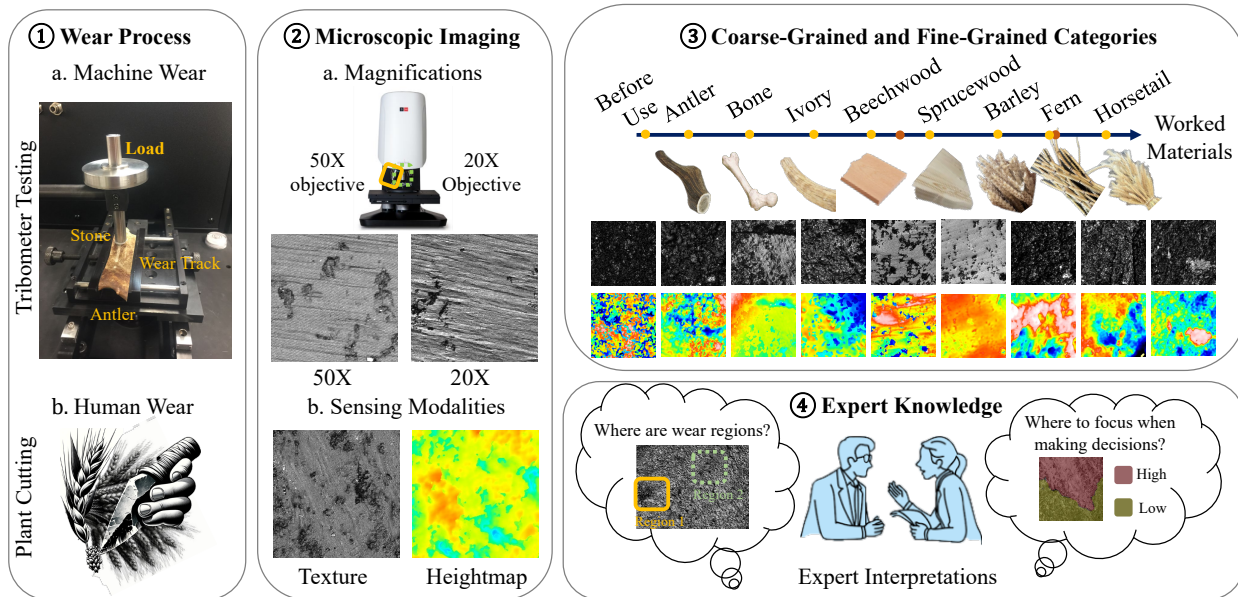 ① Wear Process
a. Machine Wear
Tribometer Testing
Load
Stone
Wear Track
Antler
b. Human Wear
Plant Cutting
② Microscopic Imaging
a. Magnifications
50X
objective
20X
Objective
50X
20X
b. Sensing Modalities
Texture
Heightmap
③ Coarse-Grained and Fine-Grained Categories
Before
Use
Antler
Bone
Ivory
Beechwood
Sprucewood
Barley
Fern
Horsetail
Worked
Materials
④ Expert Knowledge
Where are wear regions?
Region 1
Region 2
Where to focus when
making decisions?
High
Low
Expert Interpretations